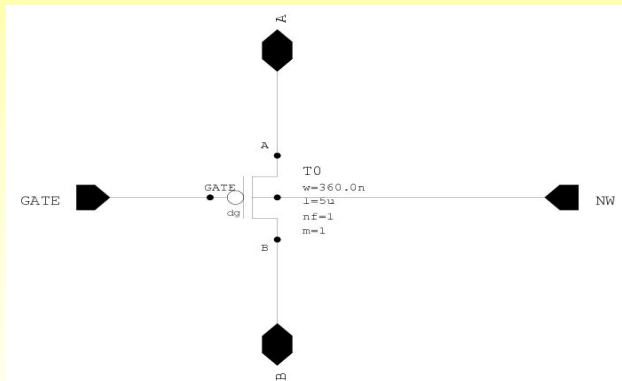 A
A
T0
w=360.0n
GATE
GATE
NW
l=5u
dg
nf=1
m=1
B
B